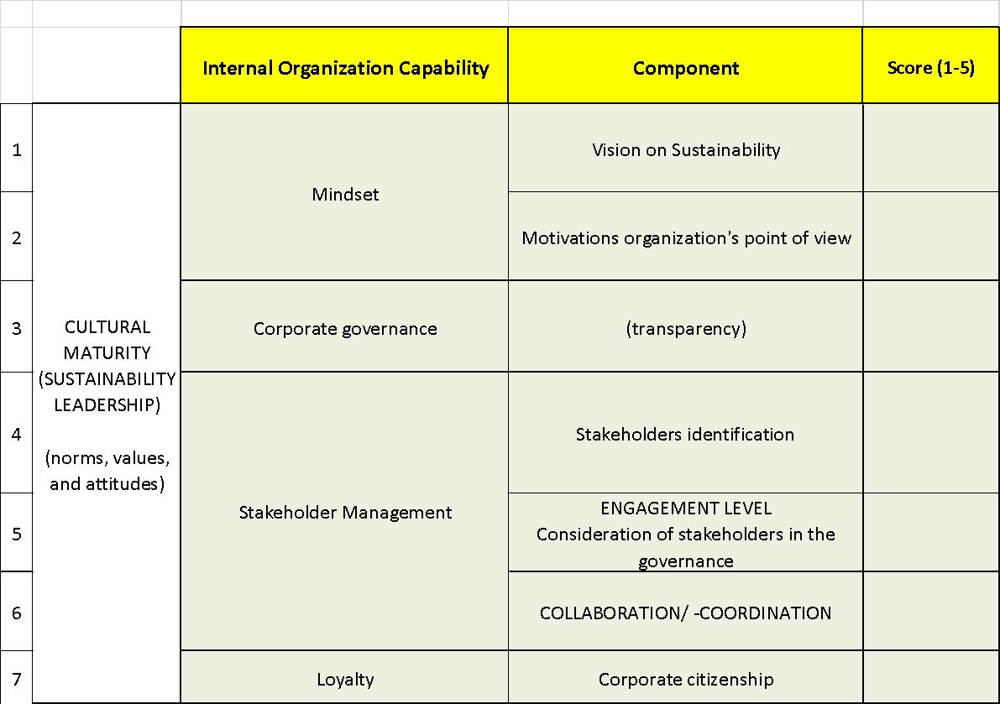 Internal Organization Capability
Component
Score (1-5)
1
Vision on Sustainability
Mindset
2
Motivations organization's point of view
3
CULTURAL
MATURITY
(SUSTAINABILITY
LEADERSHIP)
(norms, values,
and attitudes)
Corporate governance
(transparency)
4
Stakeholders identification
Stakeholder Management
5
ENGAGEMENT LEVEL
Consideration of stakeholders in the
governance
6
COLLABORATION/ -COORDINATION
7
Loyalty
Corporate citizenship